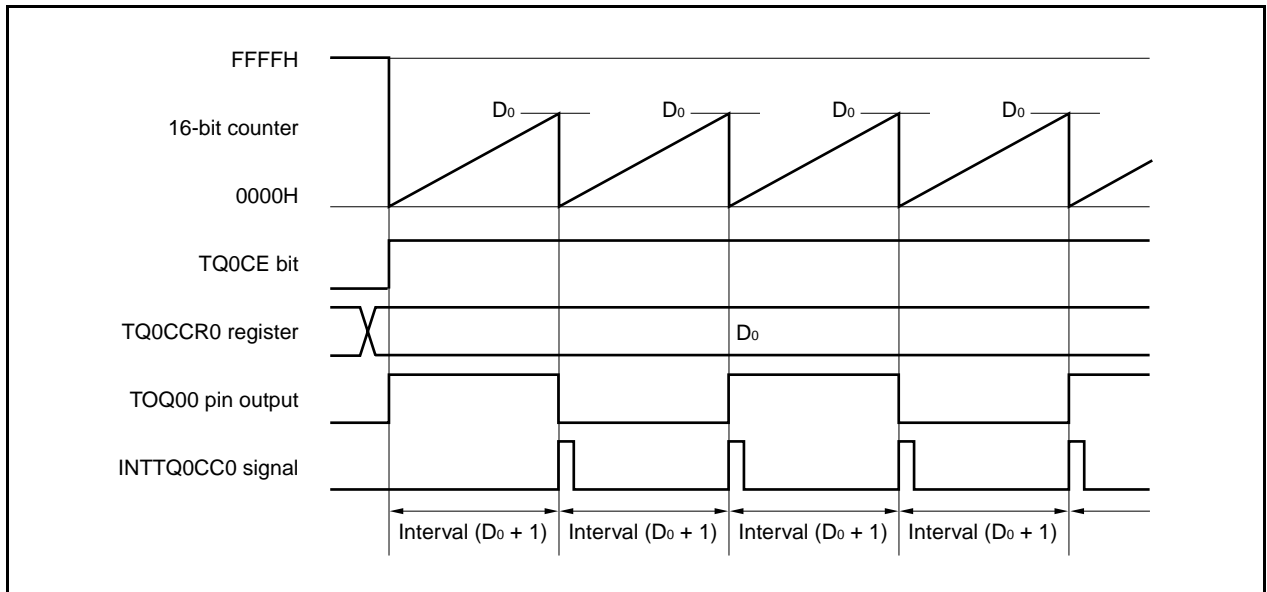 FFFFH
D0 D0 D0 D0
16-bit counter
0000H
TQ0CE bit
TQ0CCR0 register
D0
TOQ00 pin output
INTTQ0CC0 signal
Interval (D0 + 1) Interval (D0 + 1) Interval (D0 + 1) Interval (D0 + 1)